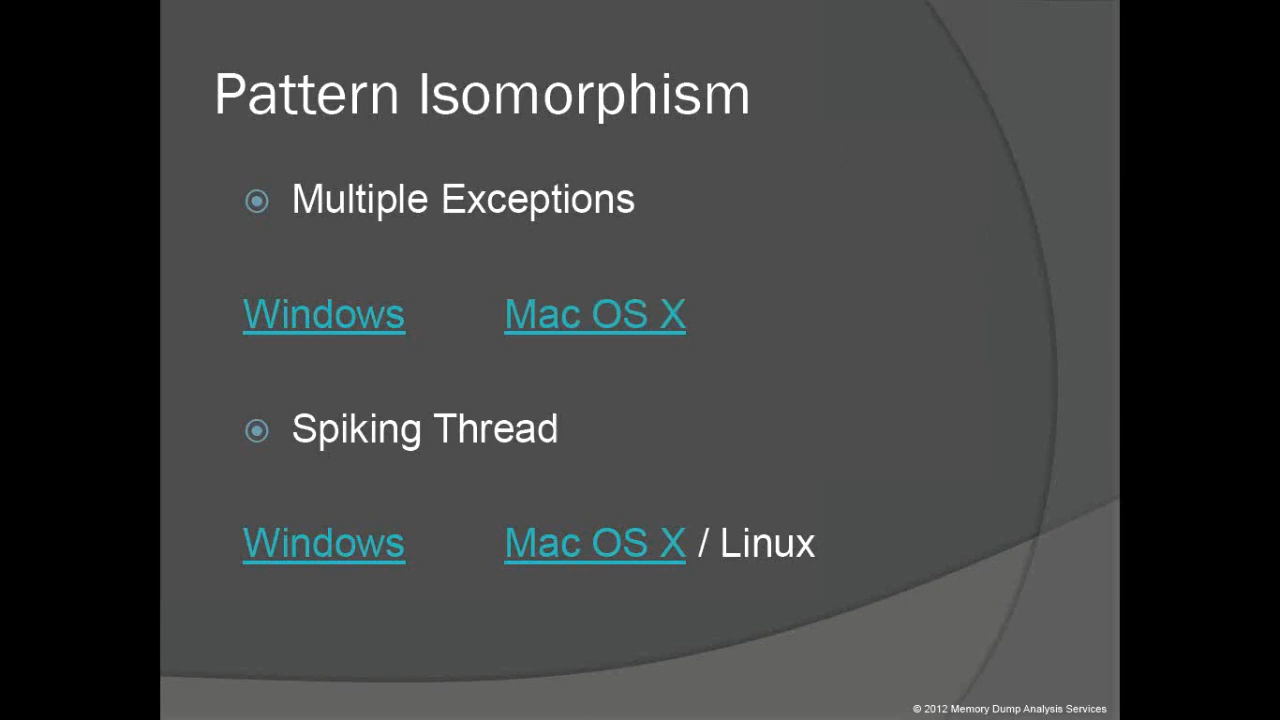 Pattern Isomorphism
Multiple Exceptions
Windows Mac OS X
Spiking Thread
Windows Mac OS X / Linux
© 2012 Memory Dump Analysis Services